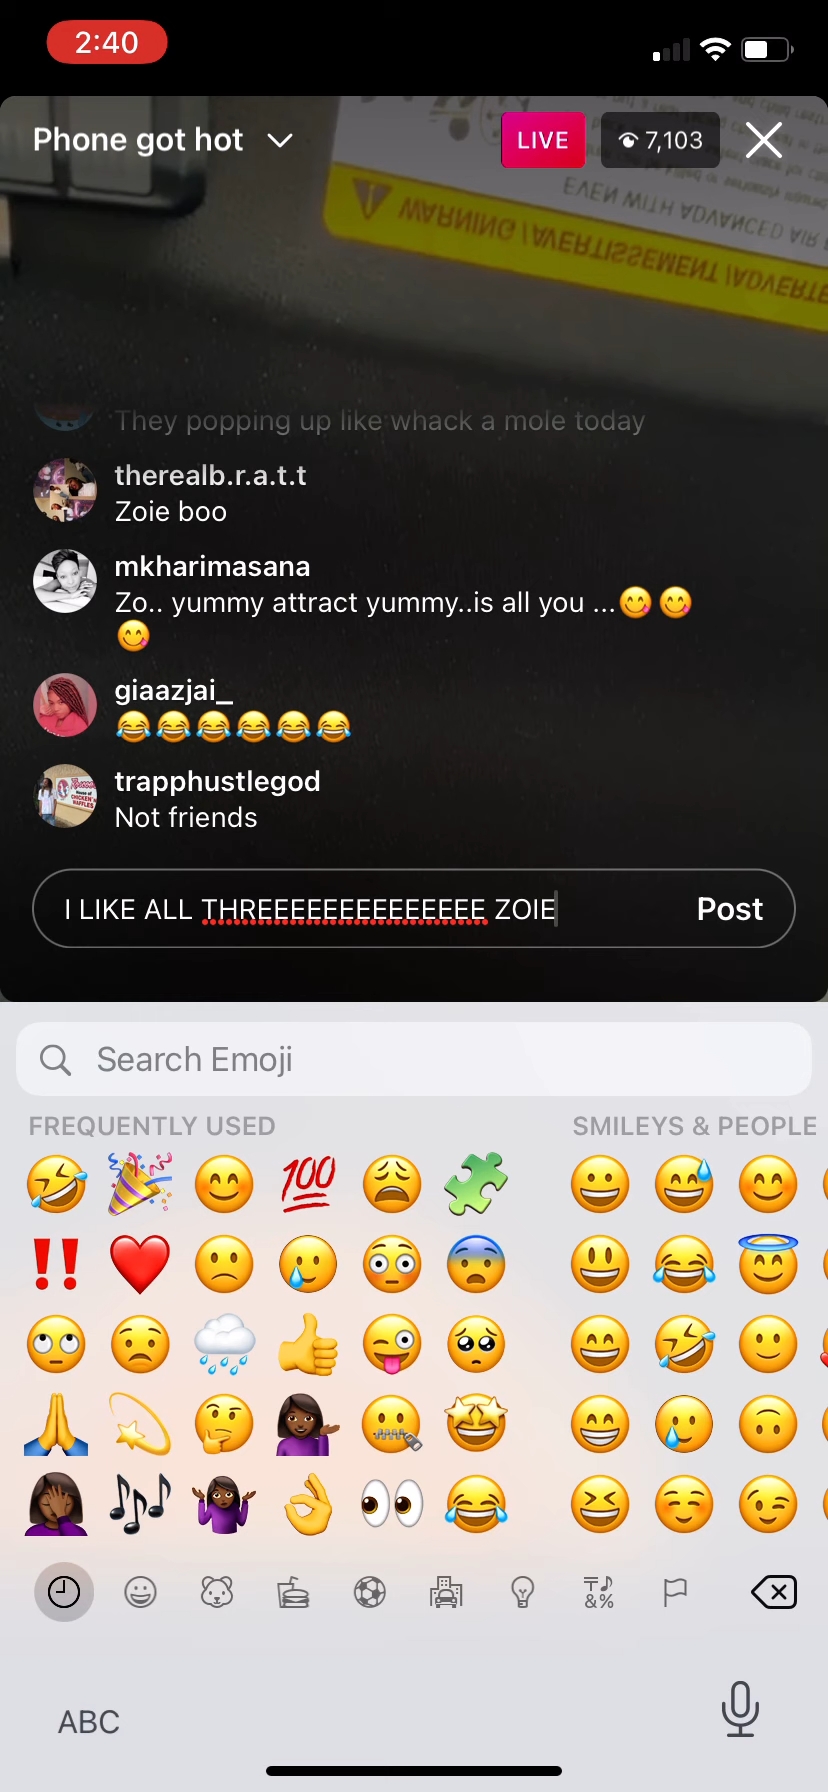 2:40
Phone got hot
LIVE
7,103
EVEN WITH ADVANCED AIR
WARNING / AVERTISSEMENT / ADVERTE
They popping up like whack a mole today
therealb.r.a.t.t
Zoie boo
mkharimasana
Zo.. yummy attract yummy..is all you ...😋😋
😋
giaazjai_
😂😂😂😂😂😂
trapphustlegod
Not friends
I LIKE ALL THREEEEEEEEEEEEEEE ZOIE
Post
Search Emoji
FREQUENTLY USED
SMILEYS & PEOPLE
ABC